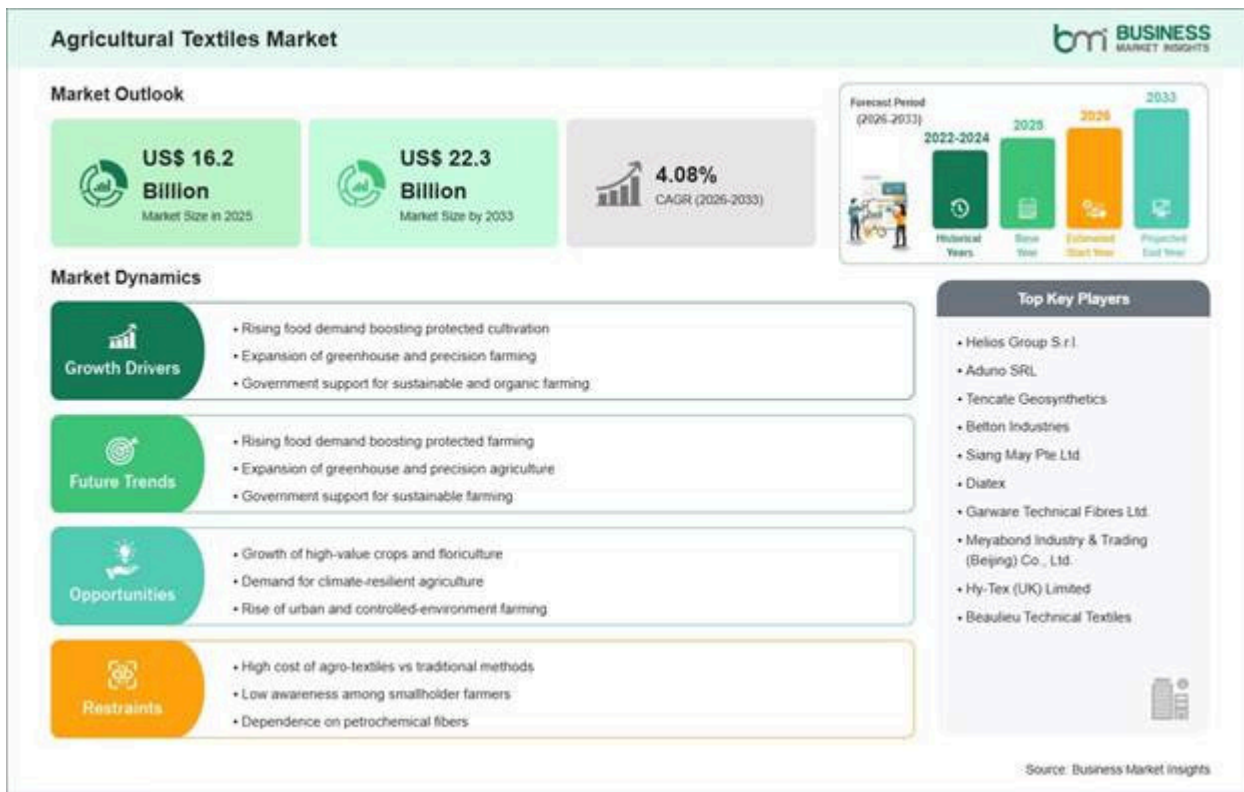 Agricultural Textiles Market
bmi BUSINESS
MARKET INSIGHTS
Market Outlook
US$ 16.2
Billion
Market Size in 2025
US$ 22.3
Billion
Market Size by 2033
4.08%
CAGR (2026-2033)
Forecast Period
(2026-2033)
2022-2024
Historical
Years
2025
Base
Year
2026
Estimated
Start Year
2033
Projected
End Year
Market Dynamics
Growth Drivers
• Rising food demand boosting protected cultivation
• Expansion of greenhouse and precision farming
• Government support for sustainable and organic farming
Future Trends
• Rising food demand boosting protected farming
• Expansion of greenhouse and precision agriculture
• Government support for sustainable farming
Opportunities
• Growth of high-value crops and floriculture
• Demand for climate-resilient agriculture
• Rise of urban and controlled-environment farming
Restraints
• High cost of agro-textiles vs traditional methods
• Low awareness among smallholder farmers
• Dependence on petrochemical fibers
Top Key Players
• Helios Group S.r.l.
• Aduno SRL
• Tencate Geosynthetics
• Belton Industries
• Siang May Pte.Ltd.
• Diatex
• Garware Technical Fibres Ltd.
• Meyabond Industry & Trading
(Beijing) Co., Ltd.
• Hy-Tex (UK) Limited
• Beaulieu Technical Textiles
Source: Business Market Insights